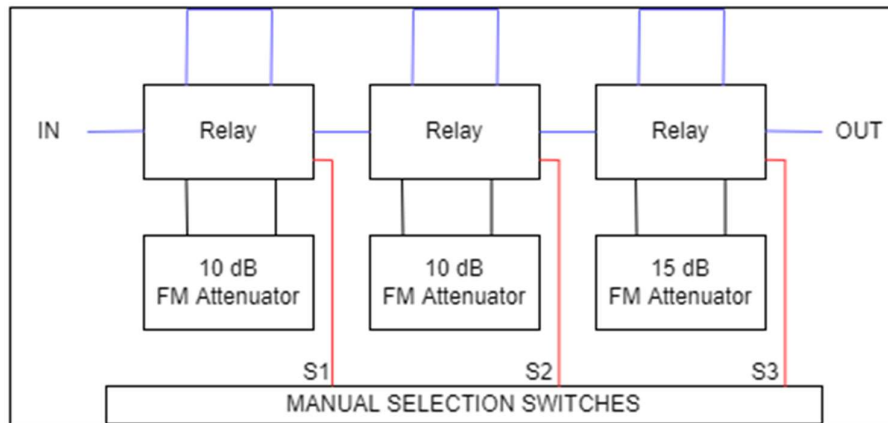 IN
Relay
Relay
Relay
OUT
10 dB
FM Attenuator
10 dB
FM Attenuator
15 dB
FM Attenuator
S1
S2
S3
MANUAL SELECTION SWITCHES